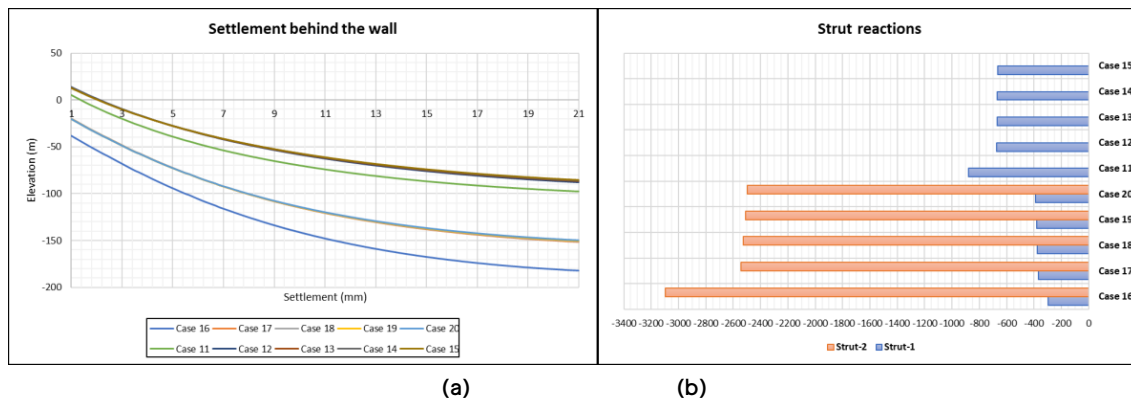 Settlement behind the wall
50
0
-50
-100
-150
-200
1 3 5 7 9 11 13 15 17 19 21
Elevation (m)
Settlement (mm)
Case 16 Case 17 Case 18 Case 19 Case 20
Case 11 Case 12 Case 13 Case 14 Case 15
Strut reactions
Case 15
Case 14
Case 13
Case 12
Case 11
Case 20
Case 19
Case 18
Case 17
Case 16
-3400 -3200 -3000 -2800 -2600 -2400 -2200 -2000 -1800 -1600 -1400 -1200 -1000 -800 -600 -400 -200 0
Strut-2 Strut-1
(a) (b)